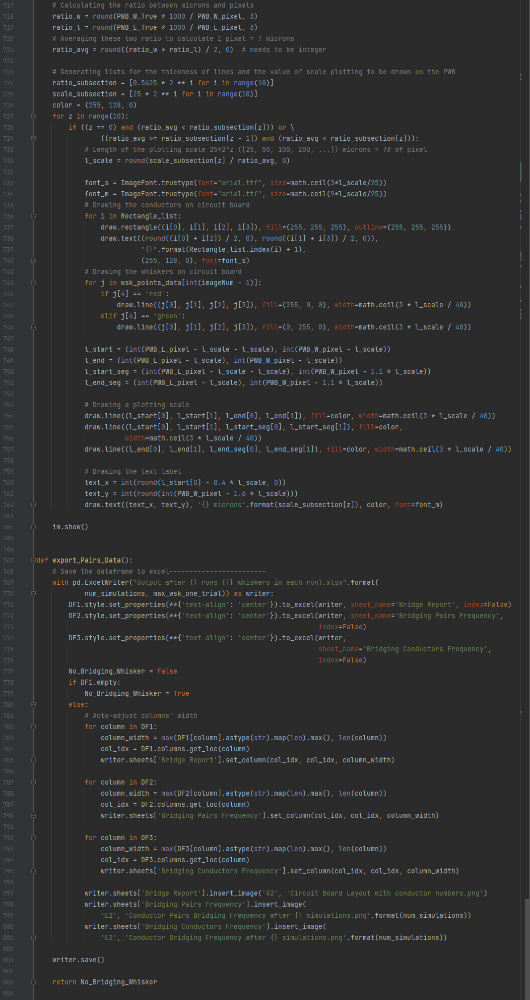 717 # Calculating the ratio between microns and pixels
718 ratio_w = round(PWB_W_True * 1000 / PWB_W_pixel, 3)
719 ratio_l = round(PWB_L_True * 1000 / PWB_L_pixel, 3)
720 # Averaging these two ratio to calculate 1 pixel = ? microns
721 ratio_avg = round((ratio_w + ratio_l) / 2, 0)  # needs to be integer
722
723 # Generating lists for the thickness of lines and the value of scale plotting to be drawn on the PWB
724 ratio_subsection = [0.5625 * 2 ** i for i in range(10)]
725 scale_subsection = [25 * 2 ** i for i in range(10)]
726 color = (255, 128, 0)
727 for z in range(10):
728 if ((z == 0) and (ratio_avg < ratio_subsection[z])) or \
729 ((ratio_avg >= ratio_subsection[z - 1]) and (ratio_avg < ratio_subsection[z])):
730 # Length of the plotting scale 25*2^z ([25, 50, 100, 200, ...]) microns = ?# of pixel
731 l_scale = round(scale_subsection[z] / ratio_avg, 0)
732
733 font_s = ImageFont.truetype(font="arial.ttf", size=math.ceil(3*l_scale/25))
734 font_m = ImageFont.truetype(font="arial.ttf", size=math.ceil(9*l_scale/25))
735 # Drawing the conductors on circuit board
736 for i in Rectangle_list:
737 draw.rectangle((i[0], i[1], i[2], i[3]), fill=(255, 255, 255), outline=(255, 255, 255))
738 draw.text((round((i[0] + i[2]) / 2, 0), round((i[1] + i[3]) / 2, 0)),
739 "{}".format(Rectangle_list.index(i) + 1),
740 (255, 128, 0), font=font_s)
741 # Drawing the whiskers on circuit board
742 for j in wsk_points_data[int(imageNum - 1)]:
743 if j[4] == 'red':
744 draw.line((j[0], j[1], j[2], j[3]), fill=(255, 0, 0), width=math.ceil(3 * l_scale / 40))
745 elif j[4] == 'green':
746 draw.line((j[0], j[1], j[2], j[3]), fill=(0, 255, 0), width=math.ceil(3 * l_scale / 40))
747
748 l_start = (int(PWB_L_pixel - l_scale - l_scale), int(PWB_W_pixel - l_scale))
749 l_end = (int(PWB_L_pixel - l_scale), int(PWB_W_pixel - l_scale))
750 l_start_seg = (int(PWB_L_pixel - l_scale - l_scale), int(PWB_W_pixel - 1.1 * l_scale))
751 l_end_seg = (int(PWB_L_pixel - l_scale), int(PWB_W_pixel - 1.1 * l_scale))
752
753 # Drawing a plotting scale
754 draw.line((l_start[0], l_start[1], l_end[0], l_end[1]), fill=color, width=math.ceil(3 * l_scale / 40))
755 draw.line((l_start[0], l_start[1], l_start_seg[0], l_start_seg[1]), fill=color,
756 width=math.ceil(3 * l_scale / 40))
757 draw.line((l_end[0], l_end[1], l_end_seg[0], l_end_seg[1]), fill=color, width=math.ceil(3 * l_scale / 40))
758
759 # Drawing the text label
760 text_x = int(round(l_start[0] - 0.4 * l_scale, 0))
761 text_y = int(round(int(PWB_W_pixel - 1.6 * l_scale)))
762 draw.text((text_x, text_y), '{} microns'.format(scale_subsection[z]), color, font=font_m)
763
764 im.show()
765
766
767 def export_Pairs_Data():
768 # Save the dataframe to excel------------------------
769 with pd.ExcelWriter("Output after {} runs ({} whiskers in each run).xlsx".format(
770 num_simulations, max_wsk_one_trial)) as writer:
771 DF1.style.set_properties(**{'text-align': 'center'}).to_excel(writer, sheet_name='Bridge Report', index=False)
772 DF2.style.set_properties(**{'text-align': 'center'}).to_excel(writer, sheet_name='Bridging Pairs Frequency',
773 index=False)
774 DF3.style.set_properties(**{'text-align': 'center'}).to_excel(writer,
775 sheet_name='Bridging Conductors Frequency',
776 index=False)
777 No_Bridging_Whisker = False
778 if DF1.empty:
779 No_Bridging_Whisker = True
780 else:
781 # Auto-adjust columns' width
782 for column in DF1:
783 column_width = max(DF1[column].astype(str).map(len).max(), len(column))
784 col_idx = DF1.columns.get_loc(column)
785 writer.sheets['Bridge Report'].set_column(col_idx, col_idx, column_width)
786
787 for column in DF2:
788 column_width = max(DF2[column].astype(str).map(len).max(), len(column))
789 col_idx = DF2.columns.get_loc(column)
790 writer.sheets['Bridging Pairs Frequency'].set_column(col_idx, col_idx, column_width)
791
792 for column in DF3:
793 column_width = max(DF3[column].astype(str).map(len).max(), len(column))
794 col_idx = DF3.columns.get_loc(column)
795 writer.sheets['Bridging Conductors Frequency'].set_column(col_idx, col_idx, column_width)
796
797 writer.sheets['Bridge Report'].insert_image('G2', 'Circuit Board Layout with conductor numbers.png')
798 writer.sheets['Bridging Pairs Frequency'].insert_image(
799 'E2', 'Conductor Pairs Bridging Frequency after {} simulations.png'.format(num_simulations))
800 writer.sheets['Bridging Conductors Frequency'].insert_image(
801 'E2', 'Conductor Bridging Frequency after {} simulations.png'.format(num_simulations))
802
803 writer.save()
804
805 return No_Bridging_Whisker
806